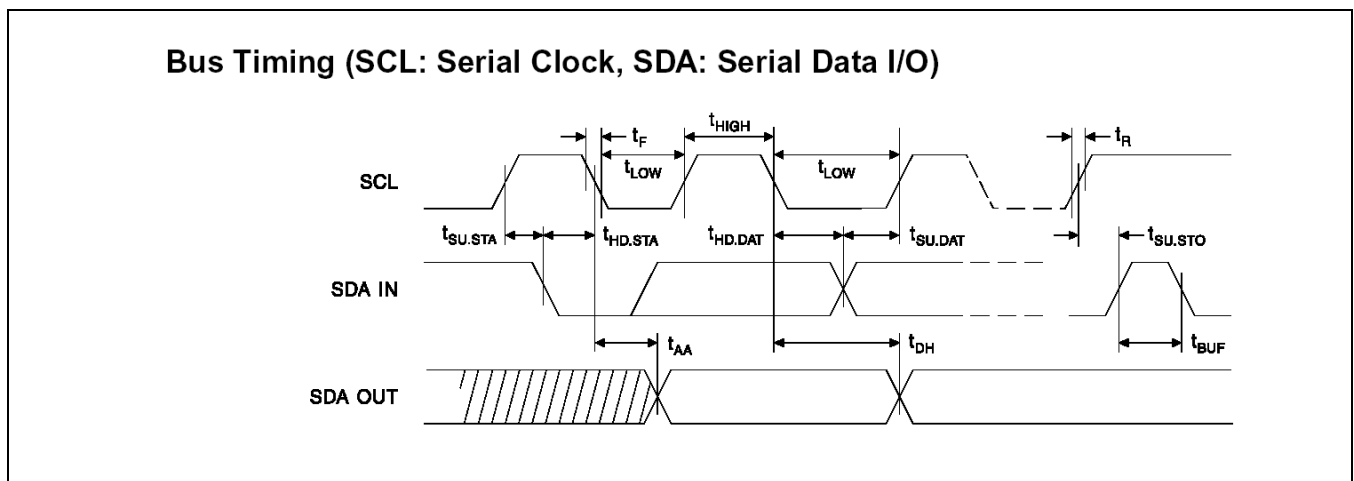 Bus Timing (SCL: Serial Clock, SDA: Serial Data I/O)
tF
tHIGH
tR
tLOW
tLOW
SCL
tSU.STA
tHD.STA
tHD.DAT
tSU.DAT
tSU.STO
SDA IN
tAA
tDH
tBUF
SDA OUT